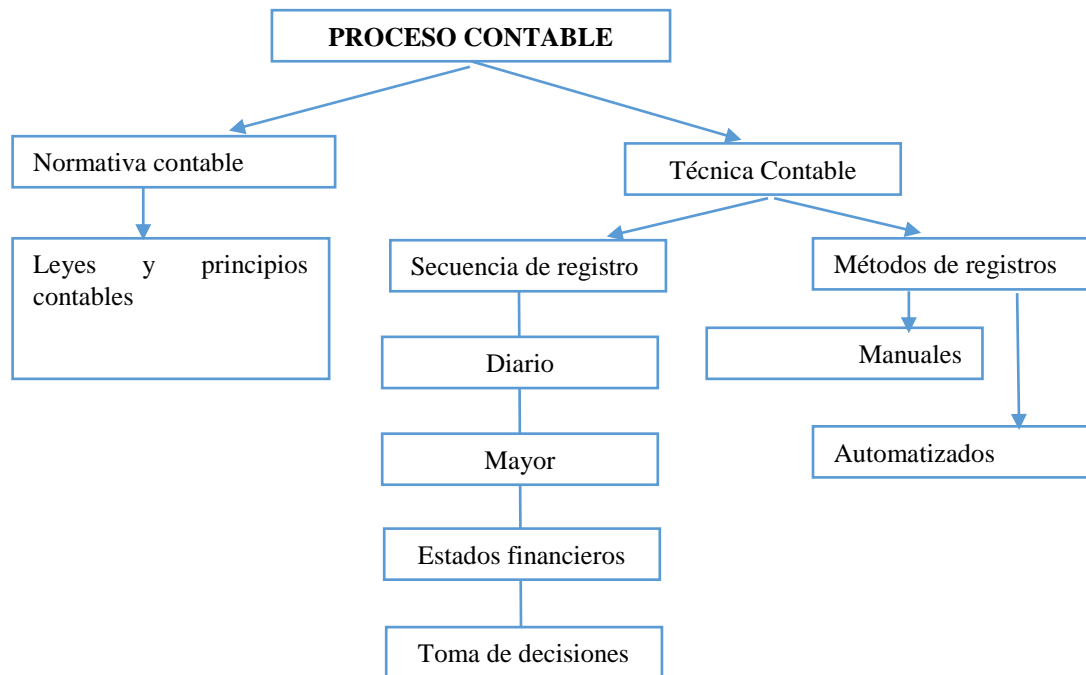 PROCESO CONTABLE
Normativa contable
Técnica Contable
Leyes y principios
contables
Secuencia de registro
Métodos de registros
Diario
Manuales
Mayor
Automatizados
Estados financieros
Toma de decisiones